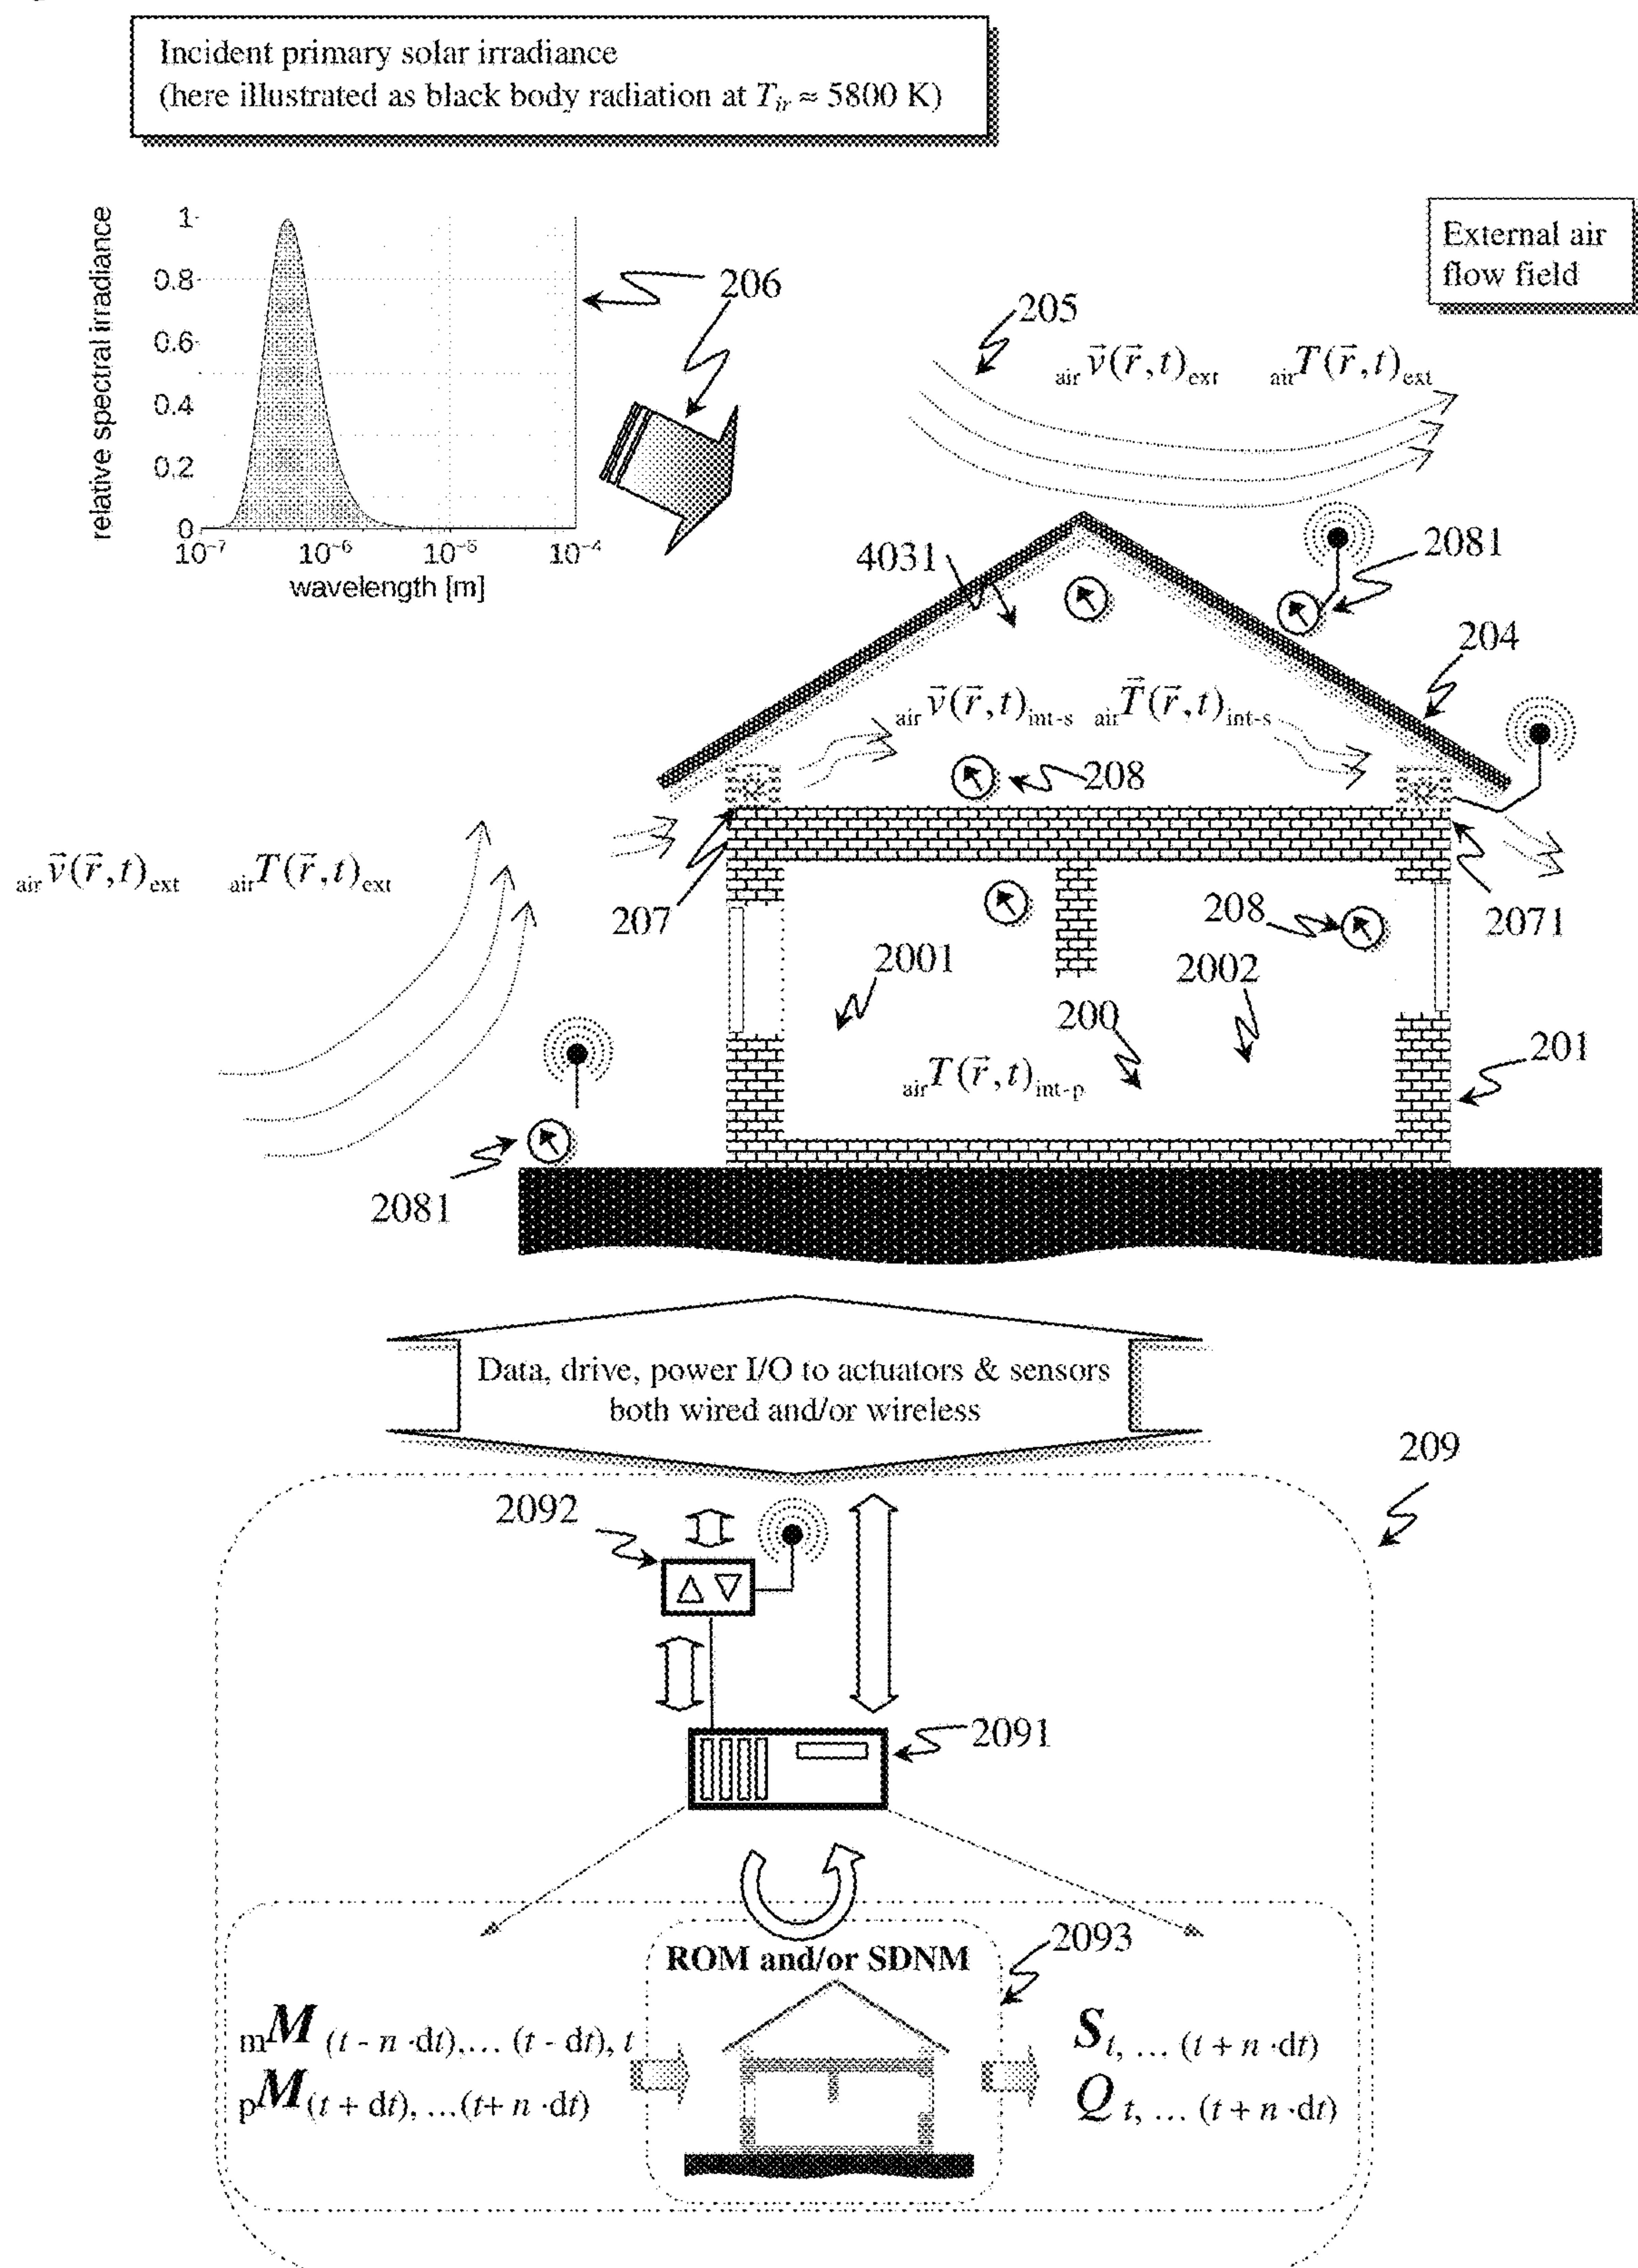 Incident primary solar irradiance
(here illustrated as black body radiation at T_ir ≈ 5800 K)
External air
flow field
relative spectral irradiance
1
0.8
0.6
0.4
0.2
0
10⁻⁷ 10⁻⁶ 10⁻⁵ 10⁻⁴
wavelength [m]
206
205
air v⃗(r⃗,t)ext air T(r⃗,t)ext
4031
2081
204
air v⃗(r⃗,t)int-s air T⃗(r⃗,t)int-s
208
air v⃗(r⃗,t)ext air T(r⃗,t)ext
207
208
2071
2001
2002
200
201
air T(r⃗,t)int-p
2081
Data, drive, power I/O to actuators & sensors
both wired and/or wireless
209
2092
2091
2093
ROM and/or SDNM
mM (t - n ·dt),… (t - dt), t
pM (t + dt), …(t+ n ·dt)
S t, … (t + n ·dt)
Q t, … (t + n ·dt)